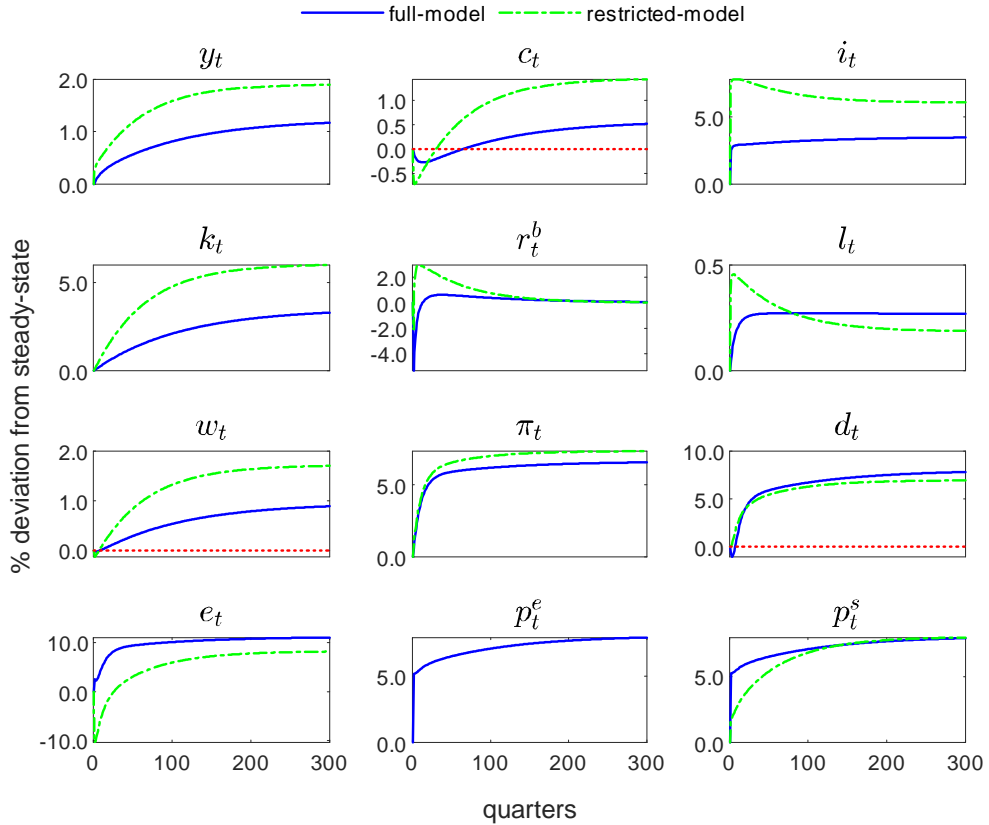 full-model restricted-model
y_t c_t i_t
2.0 1.0 0.0
1.0 0.5 0.0 -0.5
5.0 0.0
k_t r_t^b l_t
5.0 0.0
2.0 0.0 -2.0 -4.0
0.5 0.0
% deviation from steady-state
w_t π_t d_t
2.0 1.0 0.0
5.0 0.0
10.0 5.0 0.0
e_t p_t^e p_t^s
10.0 0.0 -10.0
5.0 0.0
5.0 0.0
0 100 200 300 0 100 200 300 0 100 200 300
quarters